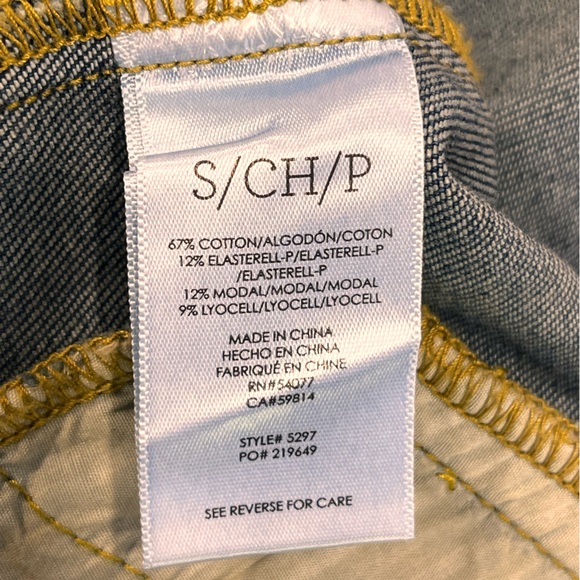 S/CH/P
67% COTTON/ALGODÓN/COTON
12% ELASTERELL-P/ELASTERELL-P
/ELASTERELL-P
12% MODAL/MODAL/MODAL
9% LYOCELL/LYOCELL/LYOCELL
MADE IN CHINA
HECHO EN CHINA
FABRIQUÉ EN CHINE
RN# 54077
CA#59814
STYLE# 5297
PO# 219649
SEE REVERSE FOR CARE